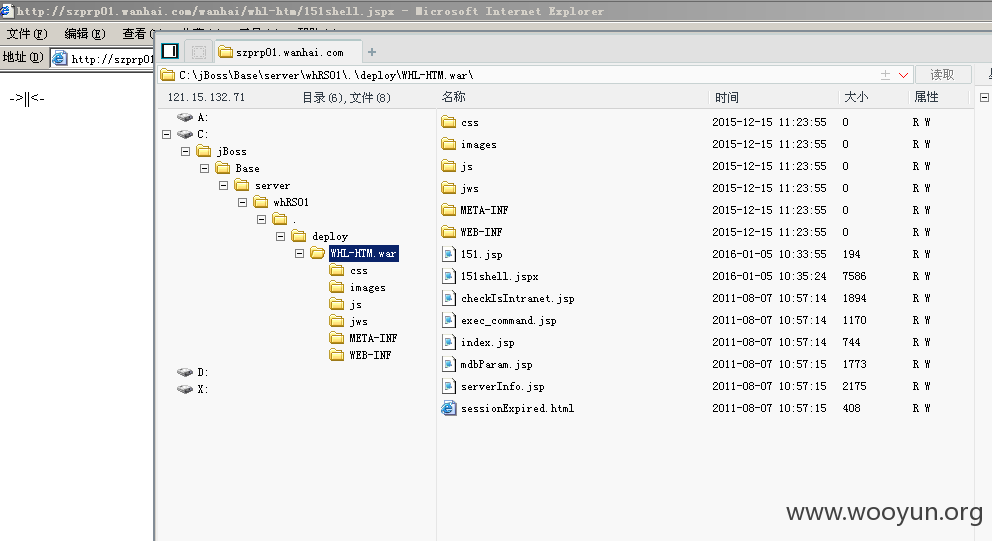 http://szprp01.wanhai.com/wanhai/whl-htm/151shell.jspx - Microsoft Internet Explorer
文件(F) 编辑(E) 查看(
地址(D) http://szprp01
->||<-
szprp01.wanhai.com
C:\jBoss\Base\server\whRS01\.\deploy\WHL-HTM.war\ 读取
121.15.132.71 目录(6),文件(8) 名称 时间 大小 属性
A:
C:
jBoss
Base
server
whRS01
.
deploy
WHL-HTM.war
css
images
js
jws
META-INF
WEB-INF
D:
X:
css 2015-12-15 11:23:55 0 R W
images 2015-12-15 11:23:55 0 R W
js 2015-12-15 11:23:55 0 R W
jws 2015-12-15 11:23:55 0 R W
META-INF 2015-12-15 11:23:55 0 R W
WEB-INF 2015-12-15 11:23:55 0 R W
151.jsp 2016-01-05 10:33:55 194 R W
151shell.jspx 2016-01-05 10:35:24 7586 R W
checkIsIntranet.jsp 2011-08-07 10:57:14 1894 R W
exec_command.jsp 2011-08-07 10:57:14 1170 R W
index.jsp 2011-08-07 10:57:14 744 R W
mdbParam.jsp 2011-08-07 10:57:15 1773 R W
serverInfo.jsp 2011-08-07 10:57:15 2175 R W
sessionExpired.html 2011-08-07 10:57:15 408 R W
www.wooyun.org